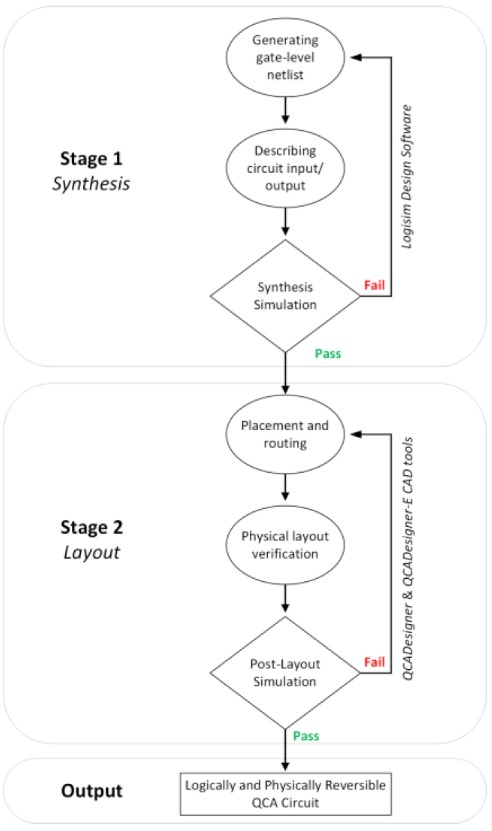 Generating
gate-level
netlist
Describing
circuit input/
output
Stage 1
Synthesis
Logisim Design Software
Synthesis
Simulation
Fail
Pass
Placement and
routing
Physical layout
verification
Stage 2
Layout
QCADesigner & QCADesigner-E CAD tools
Post-Layout
Simulation
Fail
Pass
Output
Logically and Physically Reversible
QCA Circuit